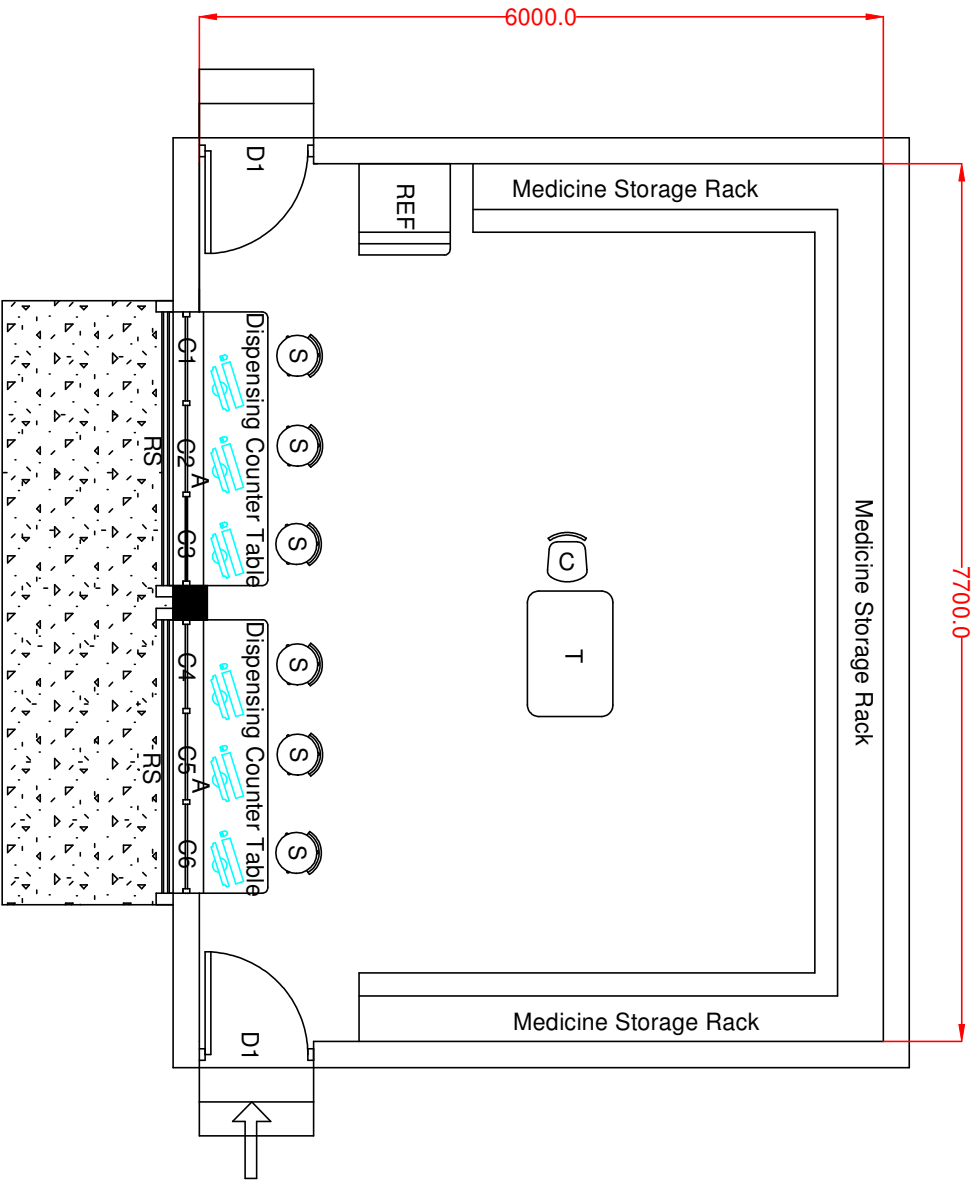 6000.0
D1
REF
Medicine Storage Rack
Medicine Storage Rack
7700.0
Dispensing Counter Table
C1
C2
C3
A
RS
S
S
S
C
T
Dispensing Counter Table
C4
C5
C6
A
RS
S
S
S
Medicine Storage Rack
D1